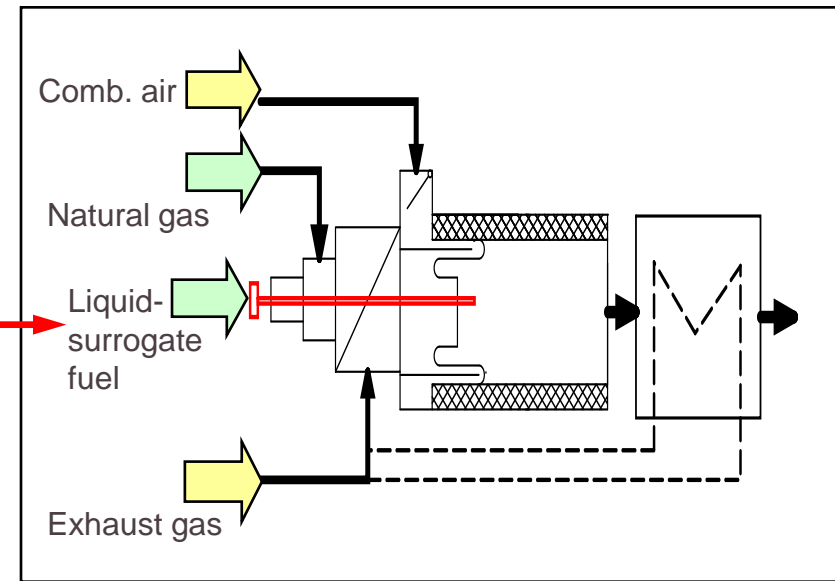 Comb. air
Natural gas
Liquid-
surrogate
fuel
Exhaust gas